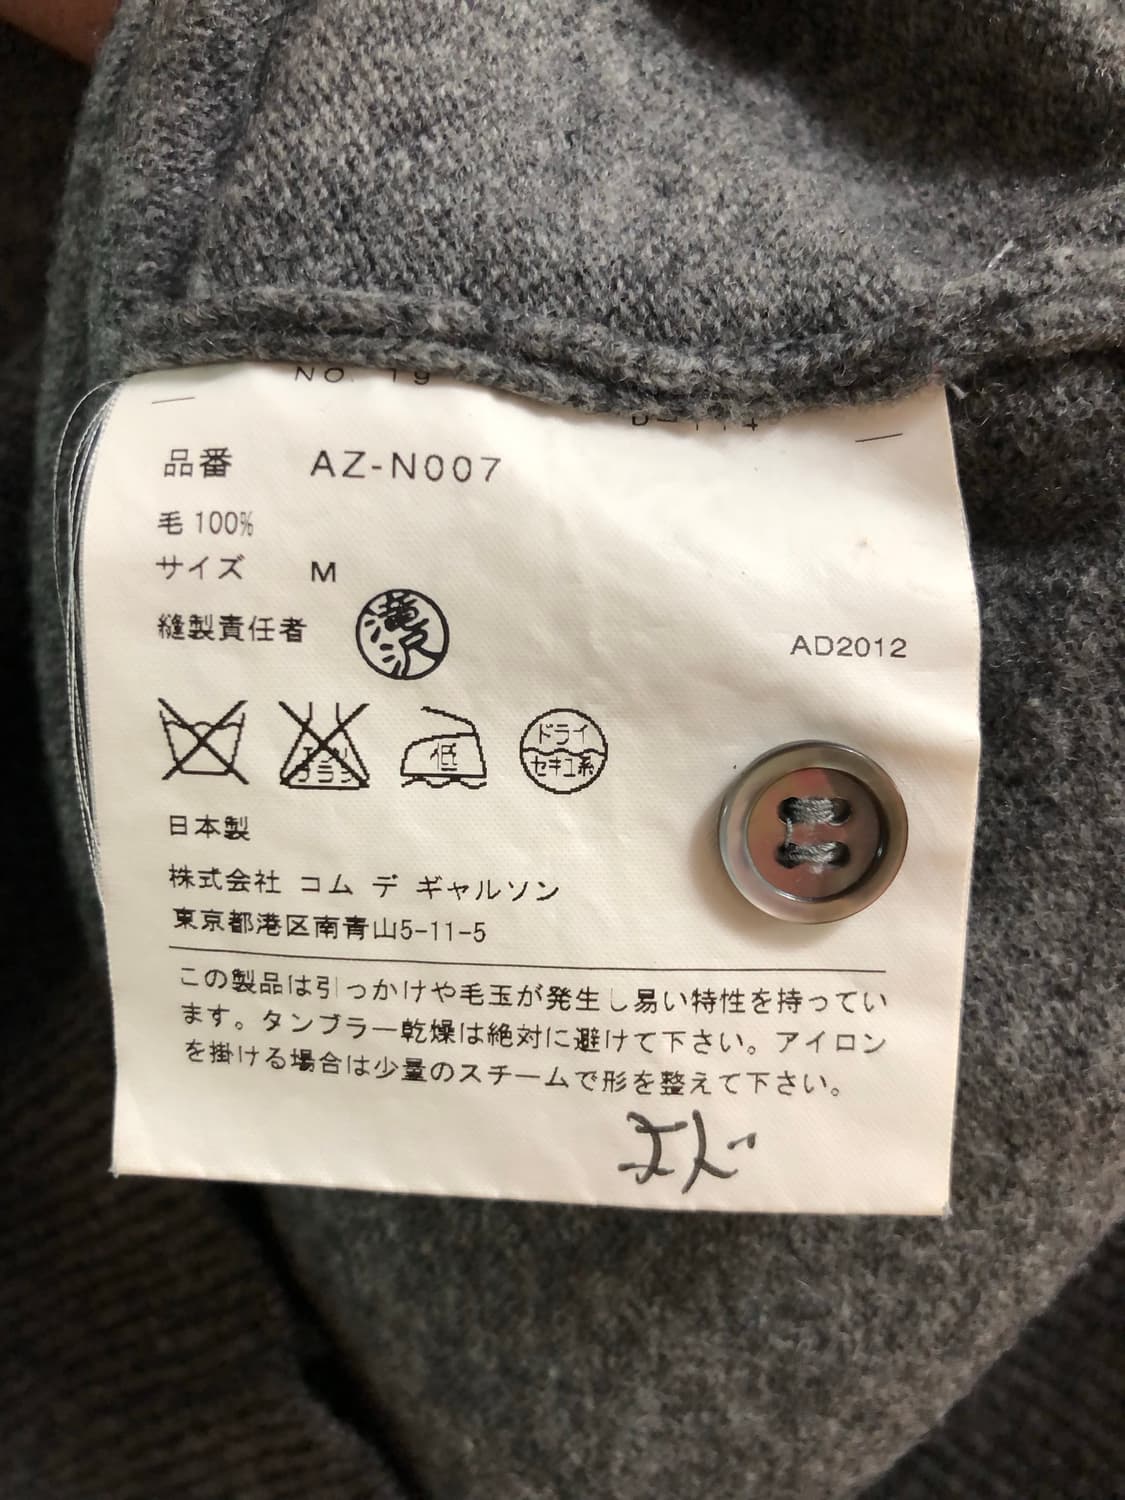 NO 19
品番 AZ-N007
毛 100%
サイズ M
縫製責任者 滝沢
AD2012
低
ドライ
セキユ系
日本製
株式会社 コム デ ギャルソン
東京都港区南青山5-11-5
この製品は引っかけや毛玉が発生し易い特性を持ってい
ます。タンブラー乾燥は絶対に避けて下さい。アイロン
を掛ける場合は少量のスチームで形を整えて下さい。